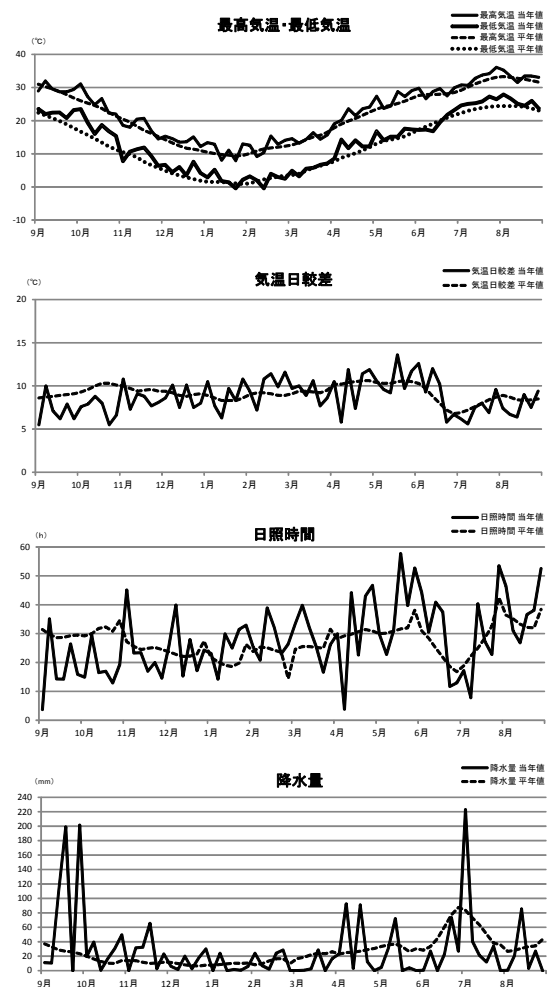 最高気温・最低気温
(℃)
最高気温 当年値
最低気温 当年値
最高気温 平年値
最低気温 平年値
40
30
20
10
0
-10
9月 10月 11月 12月 1月 2月 3月 4月 5月 6月 7月 8月
気温日較差
(℃)
気温日較差 当年値
気温日較差 平年値
20
15
10
5
0
9月 10月 11月 12月 1月 2月 3月 4月 5月 6月 7月 8月
日照時間
(h)
日照時間 当年値
日照時間 平年値
60
50
40
30
20
10
0
9月 10月 11月 12月 1月 2月 3月 4月 5月 6月 7月 8月
降水量
(mm)
降水量 当年値
降水量 平年値
240
220
200
180
160
140
120
100
80
60
40
20
0
9月 10月 11月 12月 1月 2月 3月 4月 5月 6月 7月 8月